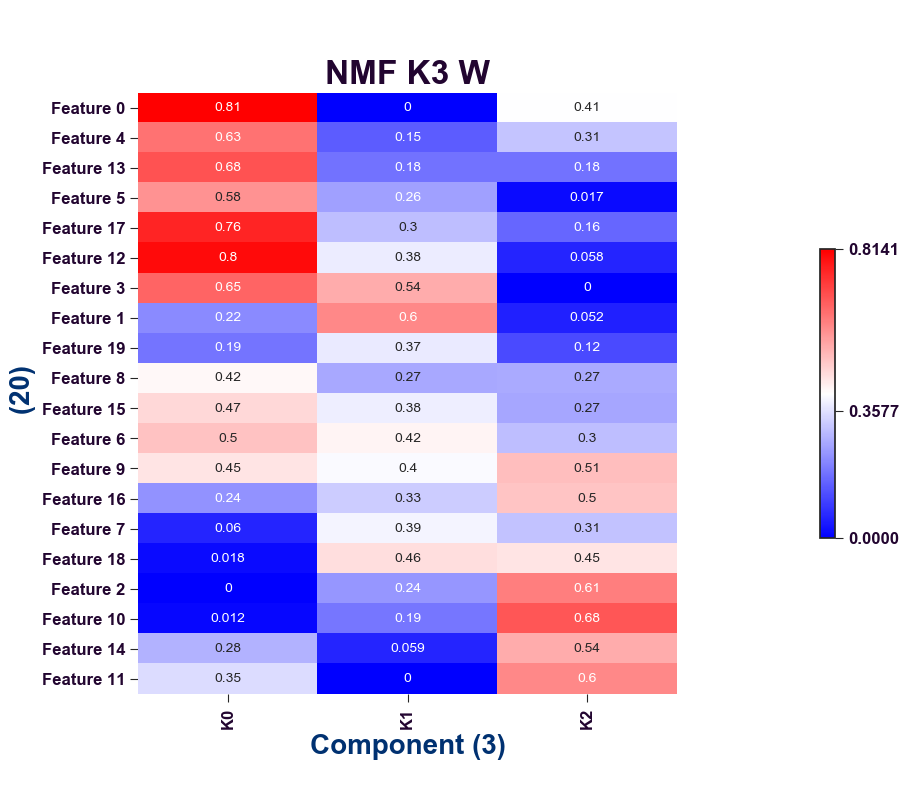 NMF K3 W
Feature 0 0.81 0 0.41
Feature 4 0.63 0.15 0.31
Feature 13 0.68 0.18 0.18
Feature 5 0.58 0.26 0.017
Feature 17 0.76 0.3 0.16
Feature 12 0.8 0.38 0.058
Feature 3 0.65 0.54 0
Feature 1 0.22 0.6 0.052
Feature 19 0.19 0.37 0.12
Feature 8 0.42 0.27 0.27
Feature 15 0.47 0.38 0.27
Feature 6 0.5 0.42 0.3
Feature 9 0.45 0.4 0.51
Feature 16 0.24 0.33 0.5
Feature 7 0.06 0.39 0.31
Feature 18 0.018 0.46 0.45
Feature 2 0 0.24 0.61
Feature 10 0.012 0.19 0.68
Feature 14 0.28 0.059 0.54
Feature 11 0.35 0 0.6
(20)
K0 K1 K2
Component (3)
0.8141
0.3577
0.0000